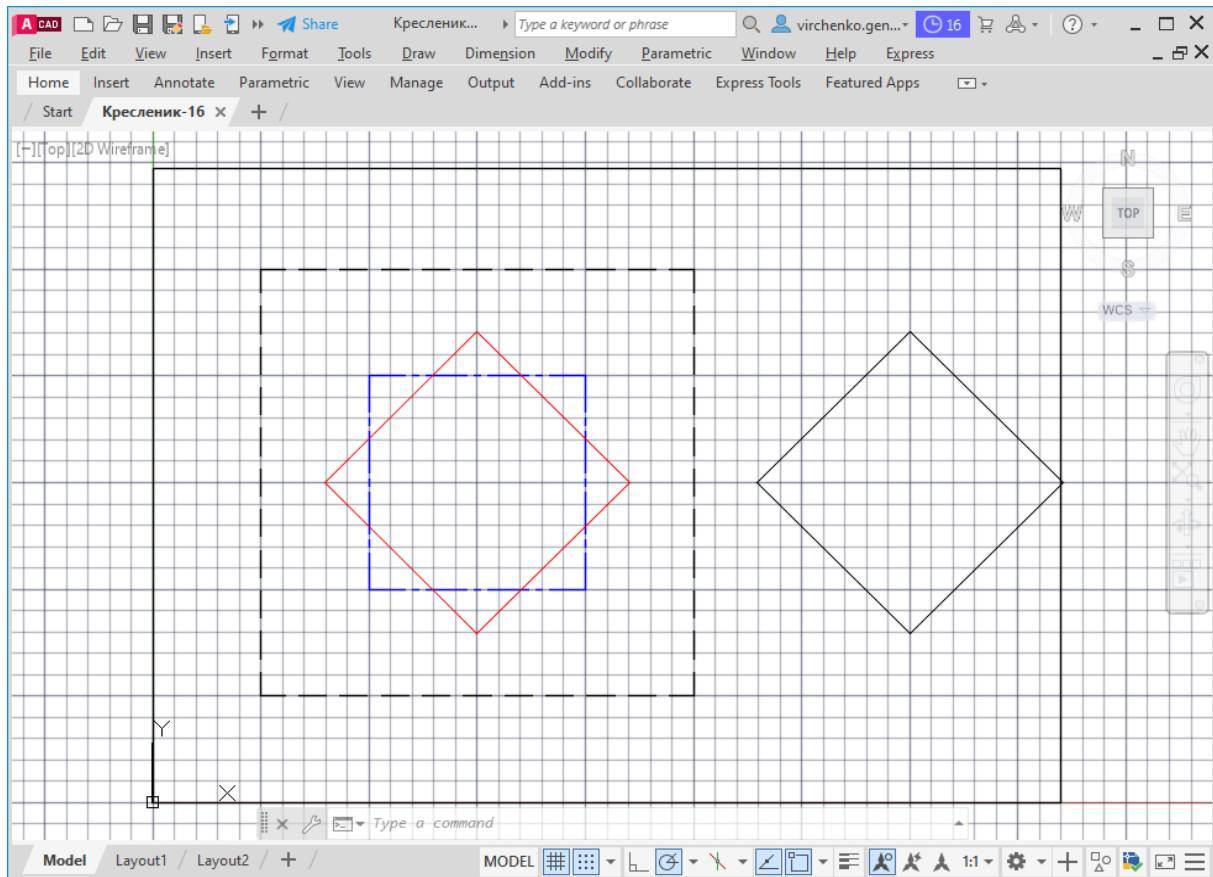 A CAD Share Кресленик... Type a keyword or phrase virchenko.gen... 16
File Edit View Insert Format Tools Draw Dimension Modify Parametric Window Help Express
Home Insert Annotate Parametric View Manage Output Add-ins Collaborate Express Tools Featured Apps
Start Кресленик-16
[−][Top][2D Wireframe]
N
W TOP E
S
WCS
Y
X
Type a command
Model Layout1 Layout2 MODEL 1:1